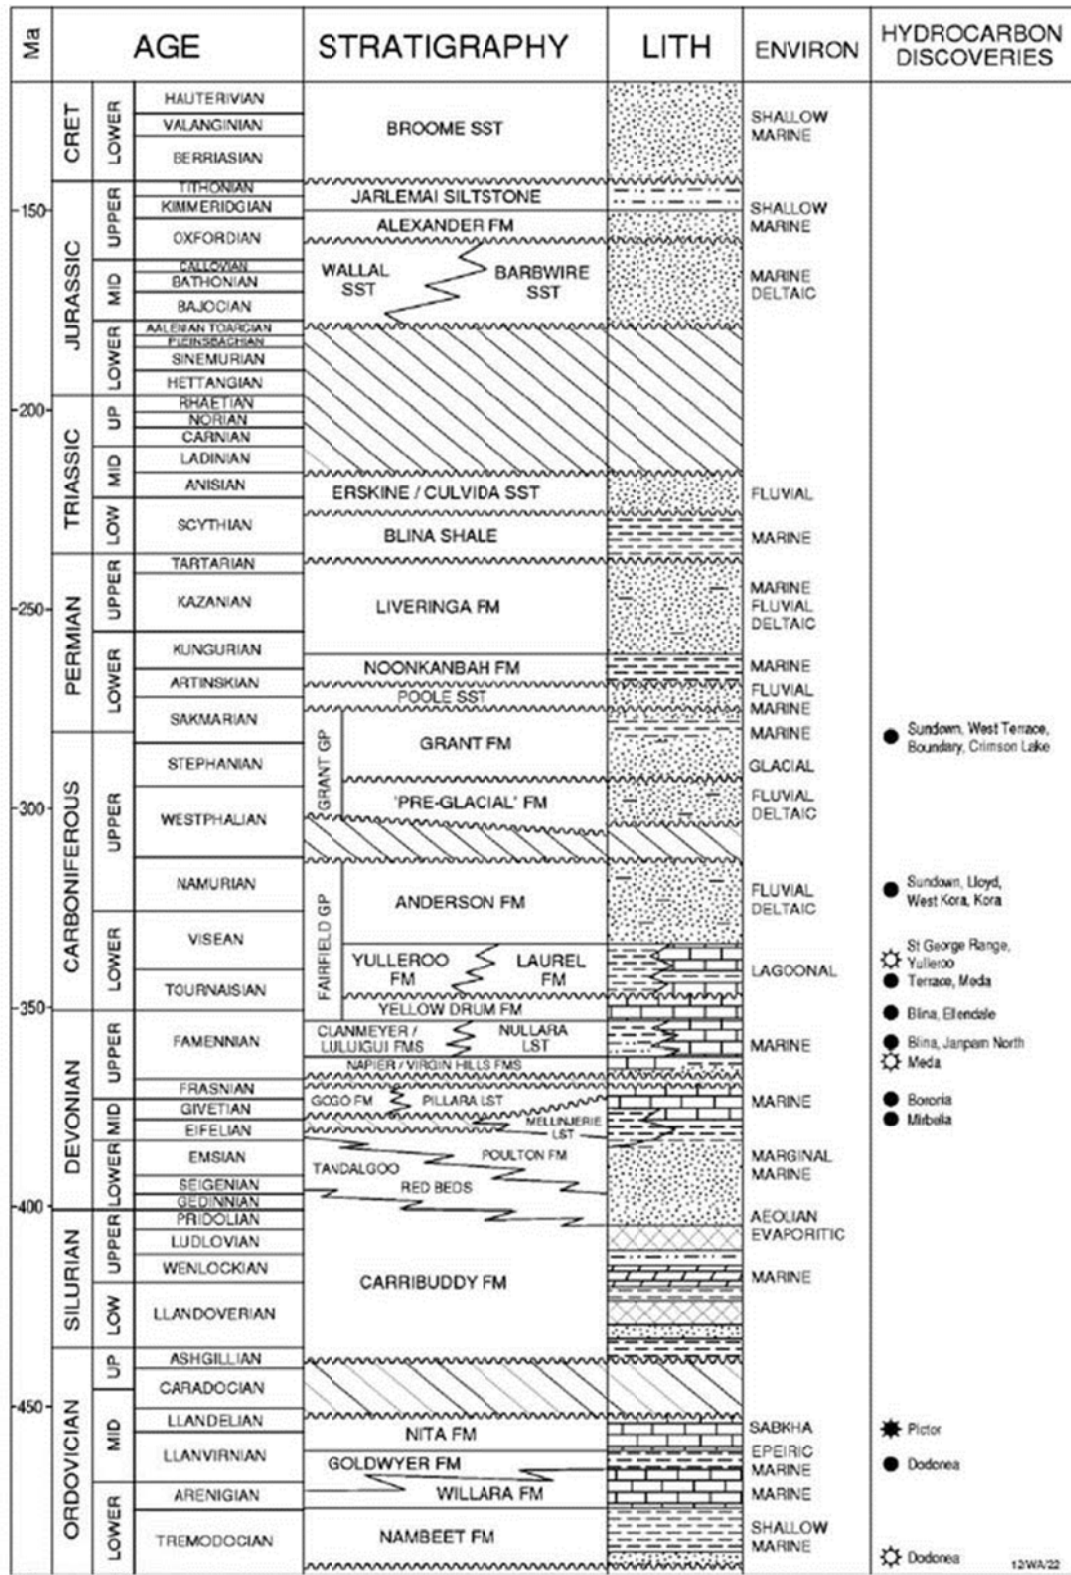 Ma
AGE
STRATIGRAPHY
LITH
ENVIRON
HYDROCARBON
DISCOVERIES
150
200
250
300
350
400
450
CRET
JURASSIC
TRIASSIC
PERMIAN
CARBONIFEROUS
DEVONIAN
SILURIAN
ORDOVICIAN
LOWER
UPPER
MID
LOWER
UP
MID
LOW
UPPER
LOWER
UPPER
LOWER
UPPER
MID
LOWER
UPPER
LOW
UP
MID
LOWER
HAUTERIVIAN
VALANGINIAN
BERRIASIAN
TITHONIAN
KIMMERIDGIAN
OXFORDIAN
CALLOVIAN
BATHONIAN
BAJOCIAN
AALENIAN TOARCIAN
PLEINSBACHIAN
SINEMURIAN
HETTANGIAN
RHAETIAN
NORIAN
CARNIAN
LADINIAN
ANISIAN
SCYTHIAN
TARTARIAN
KAZANIAN
KUNGURIAN
ARTINSKIAN
SAKMARIAN
STEPHANIAN
WESTPHALIAN
NAMURIAN
VISEAN
TOURNAISIAN
FAMENNIAN
FRASNIAN
GIVETIAN
EIFELIAN
EMSIAN
SEIGENIAN
GEDINNIAN
PRIDOLIAN
LUDLOVIAN
WENLOCKIAN
LLANDOVERIAN
ASHGILLIAN
CARADOCIAN
LLANDELIAN
LLANVIRNIAN
ARENIGIAN
TREMODOCIAN
BROOME SST
JARLEMAI SILTSTONE
ALEXANDER FM
WALLAL
SST
BARBWIRE
SST
ERSKINE / CULVIDA SST
BLINA SHALE
LIVERINGA FM
NOONKANBAH FM
POOLE SST
GRANT GP
GRANT FM
'PRE-GLACIAL' FM
FAIRFIELD GP
ANDERSON FM
YULLEROO
FM
LAUREL
FM
YELLOW DRUM FM
CLANMEYER /
LULUIGUI FMS
NULLARA
LST
NAPIER / VIRGIN HILLS FMS
GOGO FM
PILLARA LST
MELLINJERIE
LST
POULTON FM
TANDALGOO
RED BEDS
CARRIBUDDY FM
NITA FM
GOLDWYER FM
WILLARA FM
NAMBEET FM
SHALLOW
MARINE
SHALLOW
MARINE
MARINE
DELTAIC
FLUVIAL
MARINE
MARINE
FLUVIAL
DELTAIC
MARINE
FLUVIAL
MARINE
MARINE
GLACIAL
FLUVIAL
DELTAIC
FLUVIAL
DELTAIC
LAGOONAL
MARINE
MARINE
MARGINAL
MARINE
AEOLIAN
EVAPORITIC
MARINE
SABKHA
EPEIRIC
MARINE
MARINE
SHALLOW
MARINE
Sundown, West Terrace,
Boundary, Crimson Lake
Sundown, Lloyd,
West Kora, Kora
St George Range,
Yulleroo
Terrace, Meda
Blina, Ellendale
Blina, Janpam North
Meda
Boronia
Mirbelia
Pictor
Dodonea
Dodonea
12/WA/22